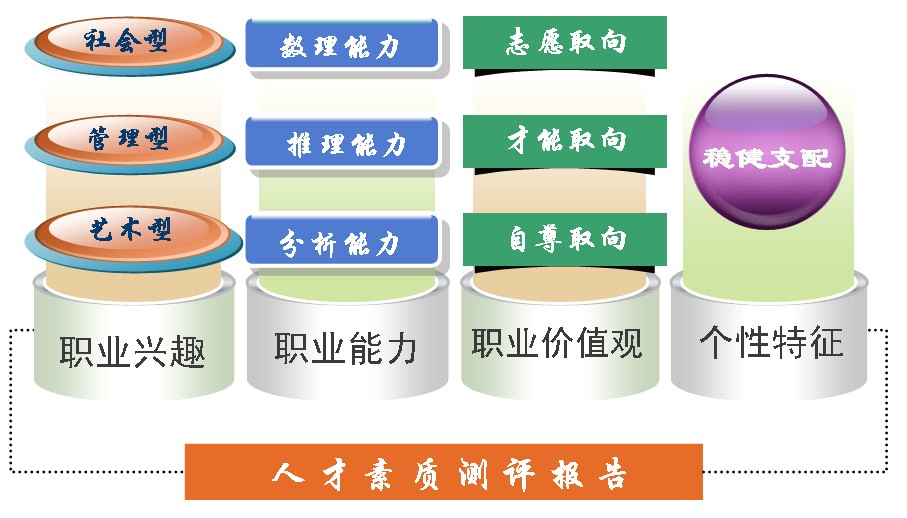 社会型
数理能力
志愿取向
管理型
推理能力
才能取向
稳健支配
艺术型
分析能力
自尊取向
职业兴趣
职业能力
职业价值观
个性特征
人才素质测评报告